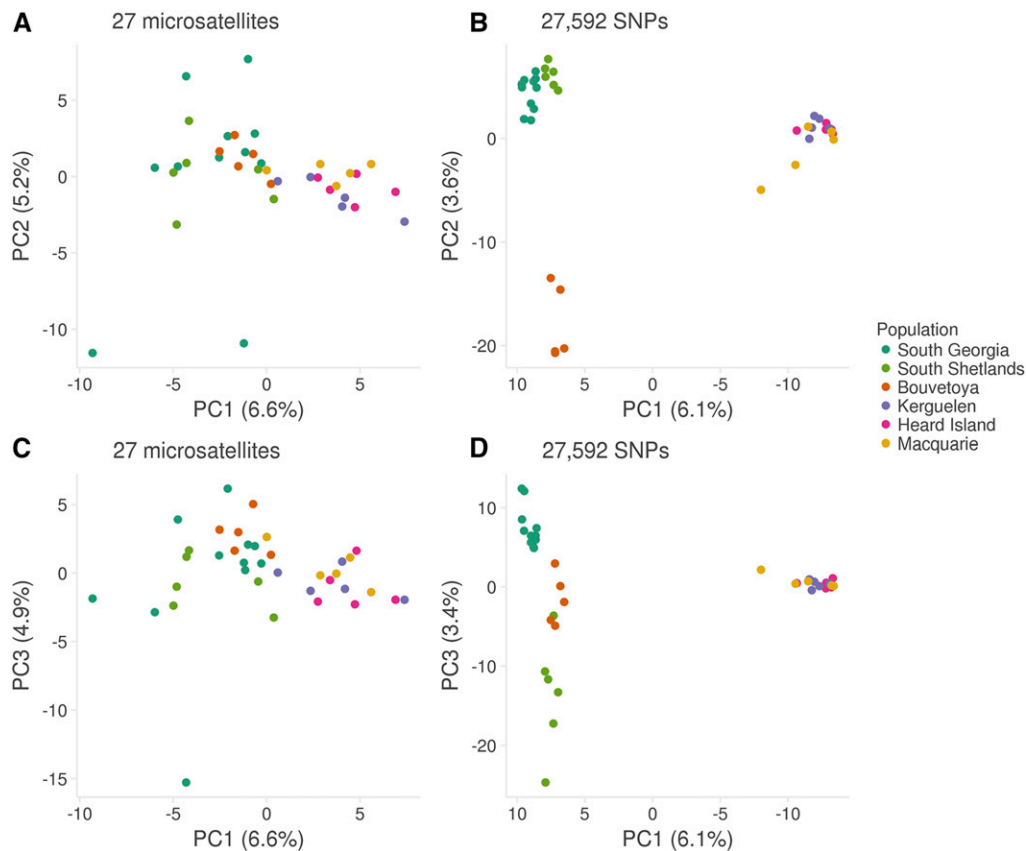 A 27 microsatellites
5
0
-5
-10
PC2 (5.2%)
-10 -5 0 5
PC1 (6.6%)
B 27,592 SNPs
0
-10
-20
PC2 (3.6%)
10 5 0 -5 -10
PC1 (6.1%)
Population
South Georgia
South Shetlands
Bouvetoya
Kerguelen
Heard Island
Macquarie
C 27 microsatellites
5
0
-5
-10
-15
PC3 (4.9%)
-10 -5 0 5
PC1 (6.6%)
D 27,592 SNPs
10
0
-10
-20
PC3 (3.4%)
10 5 0 -5 -10
PC1 (6.1%)